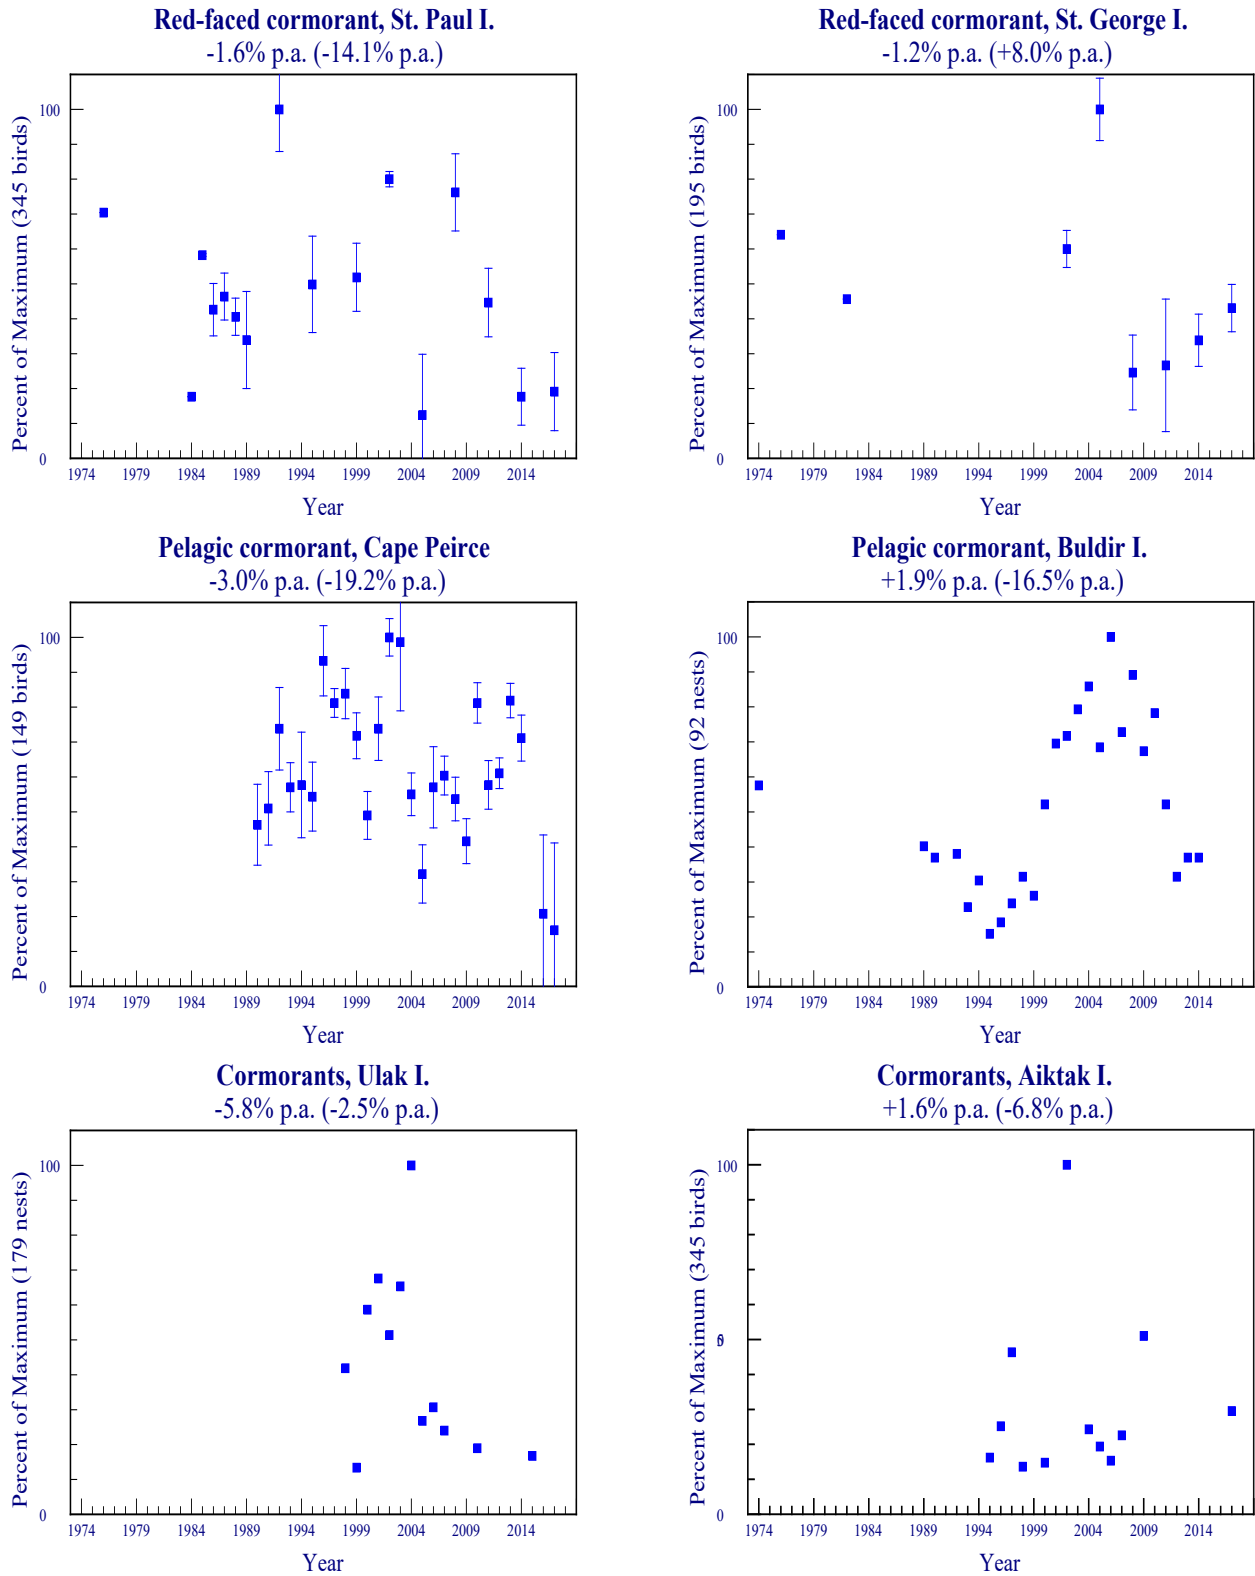 Red-faced cormorant, St. Paul I.
-1.6% p.a. (-14.1% p.a.)
Percent of Maximum (345 birds)
100
0
1974 1979 1984 1989 1994 1999 2004 2009 2014
Year
Red-faced cormorant, St. George I.
-1.2% p.a. (+8.0% p.a.)
Percent of Maximum (195 birds)
100
0
1974 1979 1984 1989 1994 1999 2004 2009 2014
Year
Pelagic cormorant, Cape Peirce
-3.0% p.a. (-19.2% p.a.)
Percent of Maximum (149 birds)
100
0
1974 1979 1984 1989 1994 1999 2004 2009 2014
Year
Pelagic cormorant, Buldir I.
+1.9% p.a. (-16.5% p.a.)
Percent of Maximum (92 nests)
100
0
1974 1979 1984 1989 1994 1999 2004 2009 2014
Year
Cormorants, Ulak I.
-5.8% p.a. (-2.5% p.a.)
Percent of Maximum (179 nests)
100
0
1974 1979 1984 1989 1994 1999 2004 2009 2014
Year
Cormorants, Aiktak I.
+1.6% p.a. (-6.8% p.a.)
Percent of Maximum (345 birds)
100
0
1974 1979 1984 1989 1994 1999 2004 2009 2014
Year